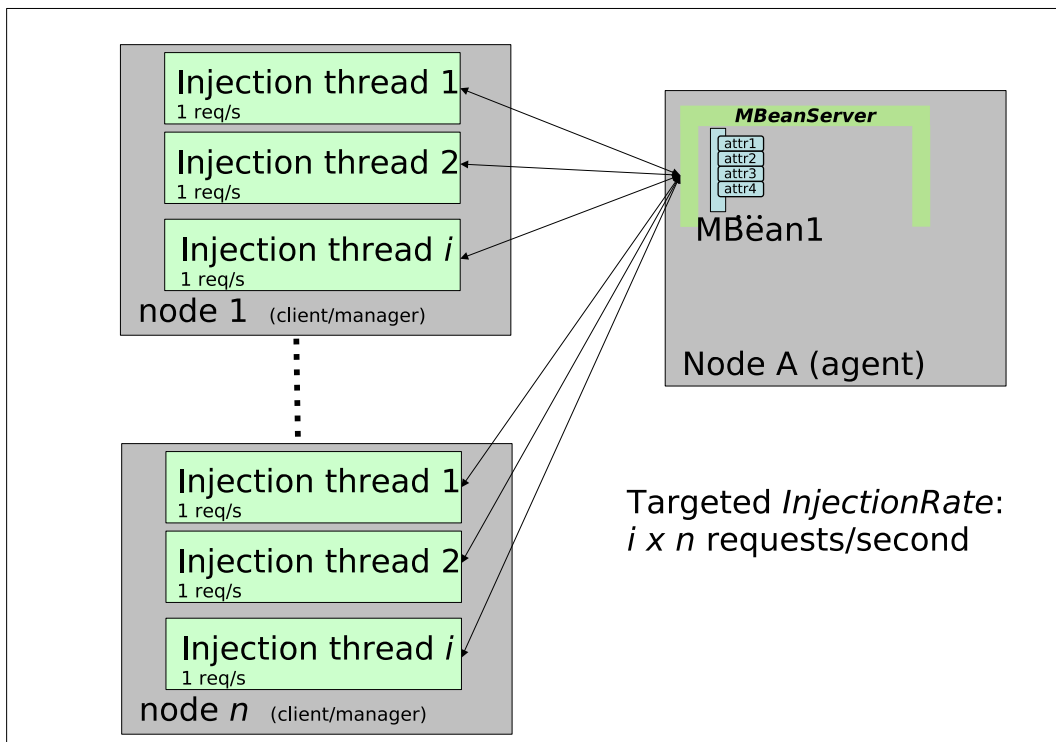 Injection thread 1
1 req/s
Injection thread 2
1 req/s
Injection thread i
1 req/s
node 1 (client/manager)
MBeanServer
attr1
attr2
attr3
attr4
...
MBean1
Node A (agent)
Injection thread 1
1 req/s
Injection thread 2
1 req/s
Injection thread i
1 req/s
node n (client/manager)
Targeted InjectionRate:
i x n requests/second